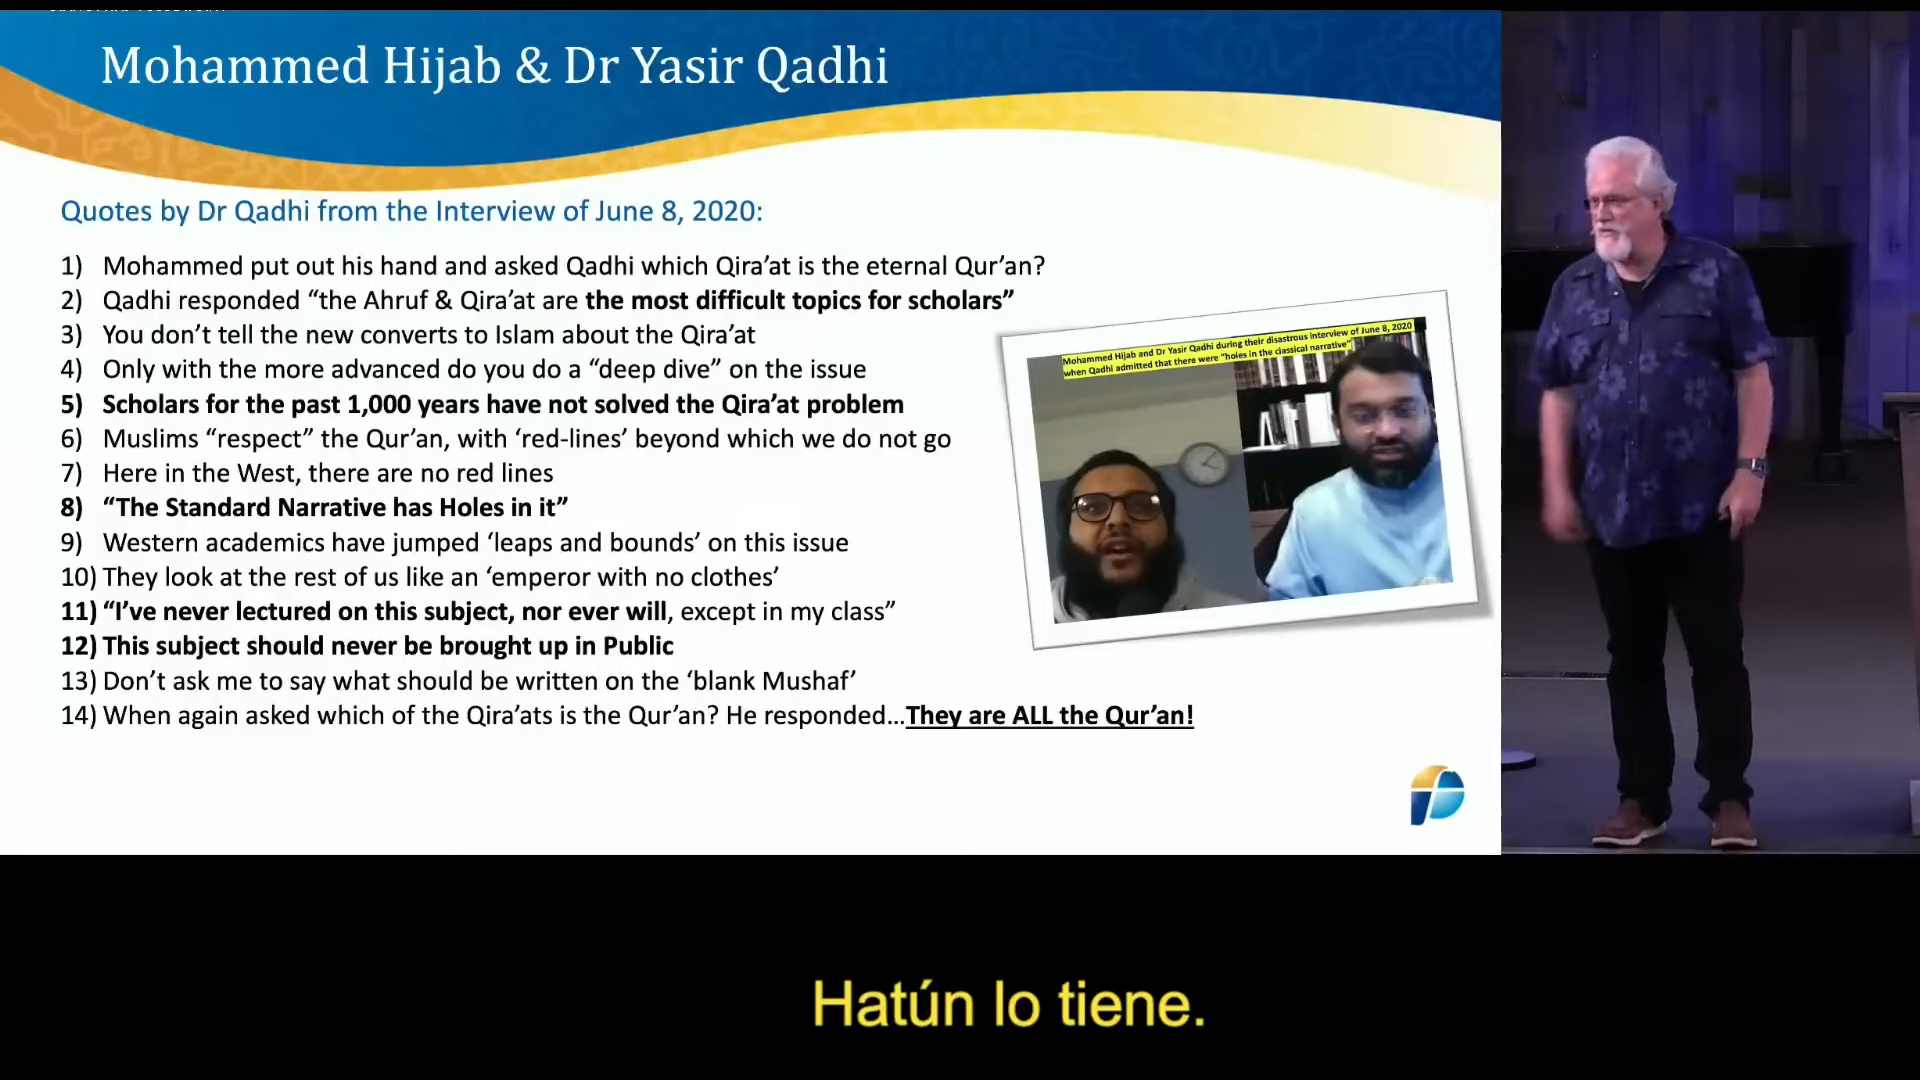 Mohammed Hijab & Dr Yasir Qadhi
Quotes by Dr Qadhi from the Interview of June 8, 2020:
1) Mohammed put out his hand and asked Qadhi which Qira’at is the eternal Qur’an?
2) Qadhi responded “the Ahruf & Qira’at are the most difficult topics for scholars”
3) You don’t tell the new converts to Islam about the Qira’at
4) Only with the more advanced do you do a “deep dive” on the issue
5) Scholars for the past 1,000 years have not solved the Qira’at problem
6) Muslims “respect” the Qur’an, with ‘red-lines’ beyond which we do not go
7) Here in the West, there are no red lines
8) “The Standard Narrative has Holes in it”
9) Western academics have jumped ‘leaps and bounds’ on this issue
10) They look at the rest of us like an ‘emperor with no clothes’
11) “I’ve never lectured on this subject, nor ever will, except in my class”
12) This subject should never be brought up in Public
13) Don’t ask me to say what should be written on the ‘blank Mushaf’
14) When again asked which of the Qira’ats is the Qur’an? He responded…They are ALL the Qur’an!
Mohammed Hijab and Dr Yasir Qadhi during their disastrous interview of June 8, 2020
when Qadhi admitted that there were “holes in the classical narrative”
Hatún lo tiene.